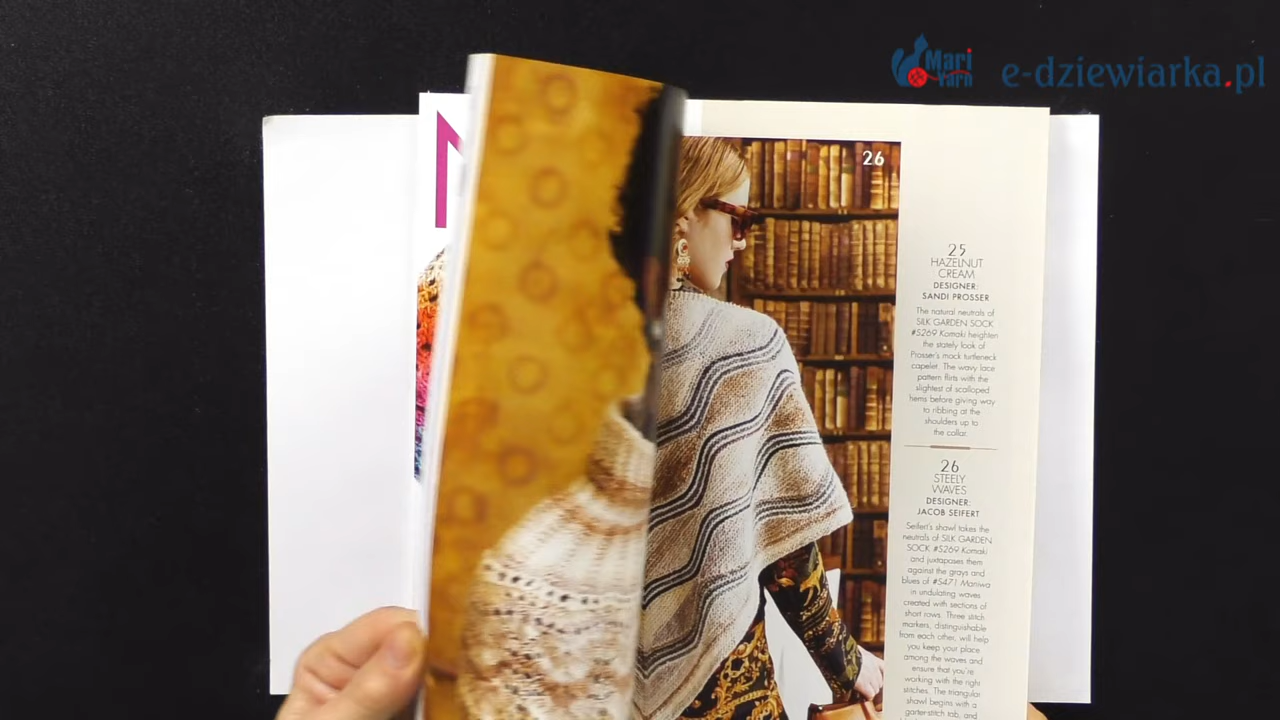 Mari
Yarn
e-dziewiarka.pl
N
26
25
HAZELNUT
CREAM
DESIGNER:
SANDI PROSSER
The natural neutrals of
SILK GARDEN SOCK
#S269 Komaki heighten
the stately look of
Prosser's mock turtleneck
capelet. The wavy lace
pattern flirts with the
slightest of scalloped
hems before giving way
to ribbing at the
shoulders up to
the collar.
26
STEELY
WAVES
DESIGNER:
JACOB SEIFERT
Seifert's shawl takes the
neutrals of SILK GARDEN
SOCK #S269 Komaki
and juxtaposes them
against the grays and
blues of #S471 Maniwa
in undulating waves
created with sections of
short rows. Three stitch
markers, distinguishable
from each other, will help
you keep your place
among the waves and
ensure that you're
working with the right
stitches. The triangular
shawl begins with a
garter-stitch tab, and